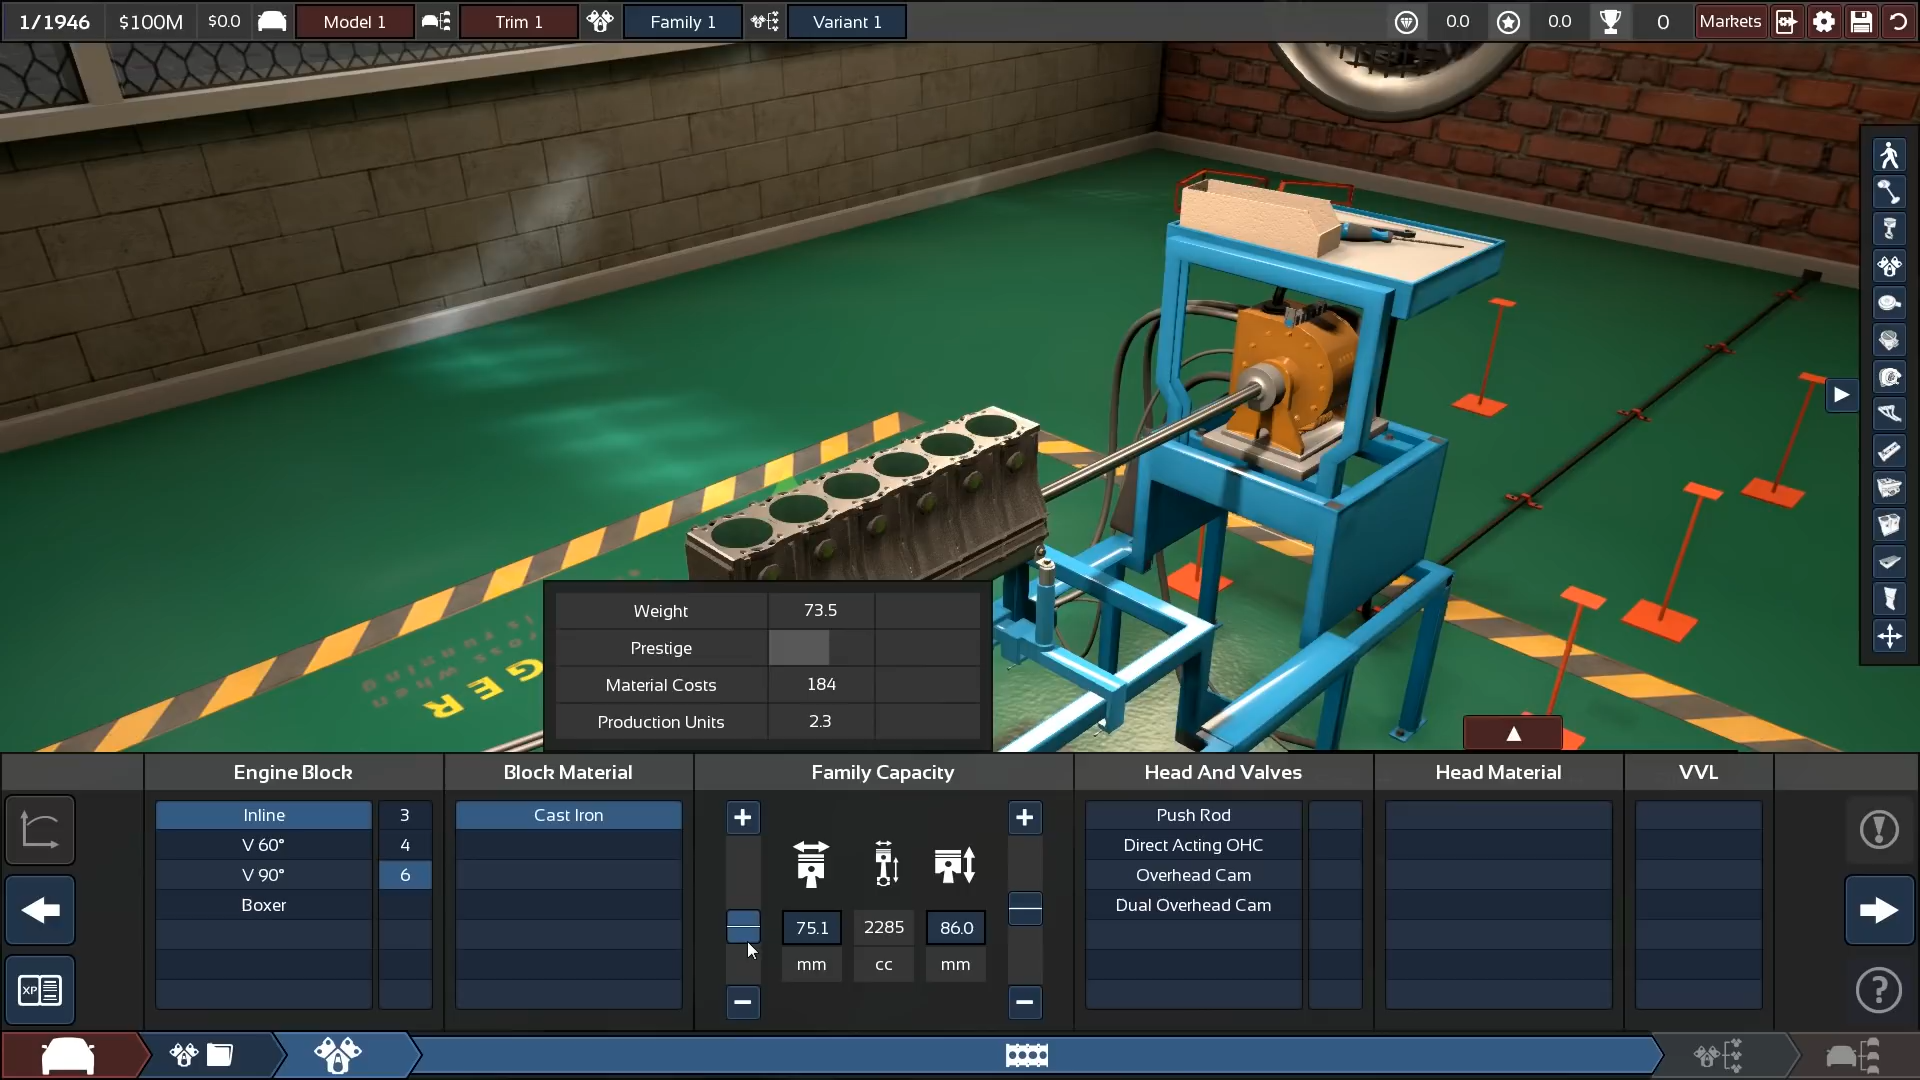 1/1946 $100M $0.0 Model 1 Trim 1 Family 1 Variant 1 0.0 0.0 0 Markets
GER
Weight 73.5
Prestige
Material Costs 184
Production Units 2.3
Engine Block Block Material Family Capacity Head And Valves Head Material VVL
Inline 3 Cast Iron Push Rod
V 60° 4 Direct Acting OHC
V 90° 6 Overhead Cam
Boxer Dual Overhead Cam
75.1 2285 86.0
mm cc mm
XP